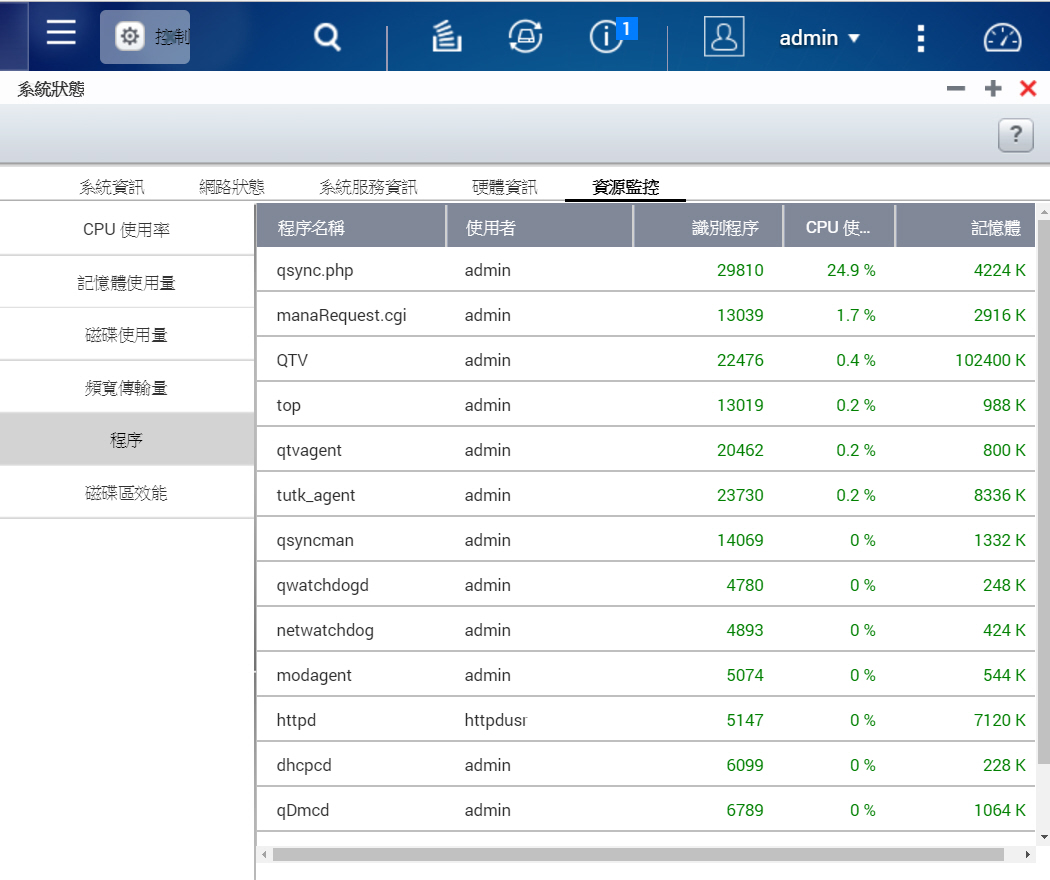 控制
1
admin
系統狀態
?
系統資訊 網路狀態 系統服務資訊 硬體資訊 資源監控
CPU 使用率
記憶體使用量
磁碟使用量
頻寬傳輸量
程序
磁碟區效能
程序名稱 使用者 識別程序 CPU 使... 記憶體
qsync.php admin 29810 24.9 % 4224 K
manaRequest.cgi admin 13039 1.7 % 2916 K
QTV admin 22476 0.4 % 102400 K
top admin 13019 0.2 % 988 K
qtvagent admin 20462 0.2 % 800 K
tutk_agent admin 23730 0.2 % 8336 K
qsyncman admin 14069 0 % 1332 K
qwatchdogd admin 4780 0 % 248 K
netwatchdog admin 4893 0 % 424 K
modagent admin 5074 0 % 544 K
httpd httpdusr 5147 0 % 7120 K
dhcpcd admin 6099 0 % 228 K
qDmcd admin 6789 0 % 1064 K